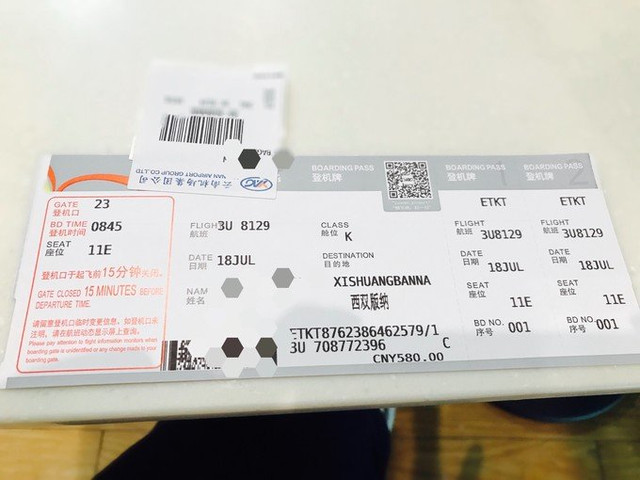 云南机场集团公司
YUNNAN AIRPORT GROUP CO.,LTD
YAG
BOARDING PASS
登机牌
BOARDING PASS 1
登机牌
BOARDING PASS 2
登机牌
GATE 23
登机口
BD TIME 0845
登机时间
SEAT 11E
座位
登机口于起飞前15分钟关闭。
GATE CLOSED 15 MINUTES BEFORE
DEPARTURE TIME.
请留意登机口临时变更信息，如登机口未
注明，请在航班动态显示屏上查询。
Please pay attention to flight information monitors when
boarding gate is unidentified or any change made to your
boarding gate.
FLIGHT 3U 8129
航班
DATE 18JUL
日期
NAM
姓名
CLASS
舱位 K
DESTINATION
目的地
XISHUANGBANNA
西双版纳
ETKT8762386462579/1
3U 708772396 C
CNY580.00
ETKT
FLIGHT
航班 3U8129
DATE 18JUL
日期
SEAT
座位 11E
BD NO. 001
序号
ETKT
FLIGHT
航班 3U8129
DATE 18JUL
日期
SEAT
座位 11E
BD NO. 001
序号